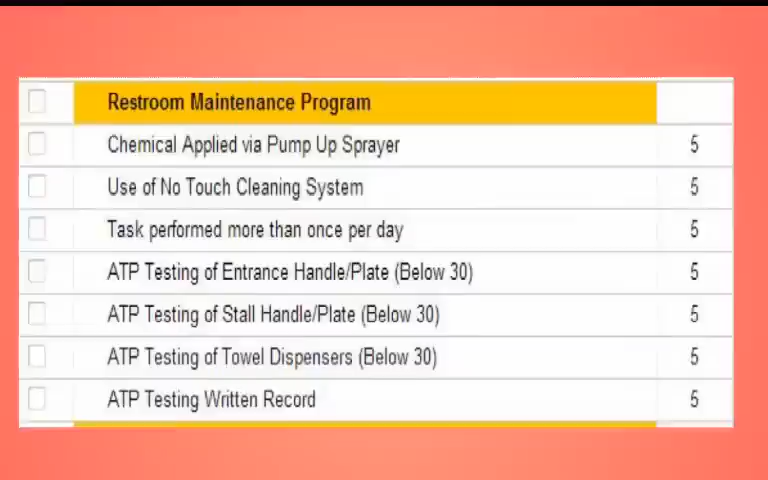 Restroom Maintenance Program
Chemical Applied via Pump Up Sprayer 5
Use of No Touch Cleaning System 5
Task performed more than once per day 5
ATP Testing of Entrance Handle/Plate (Below 30) 5
ATP Testing of Stall Handle/Plate (Below 30) 5
ATP Testing of Towel Dispensers (Below 30) 5
ATP Testing Written Record 5